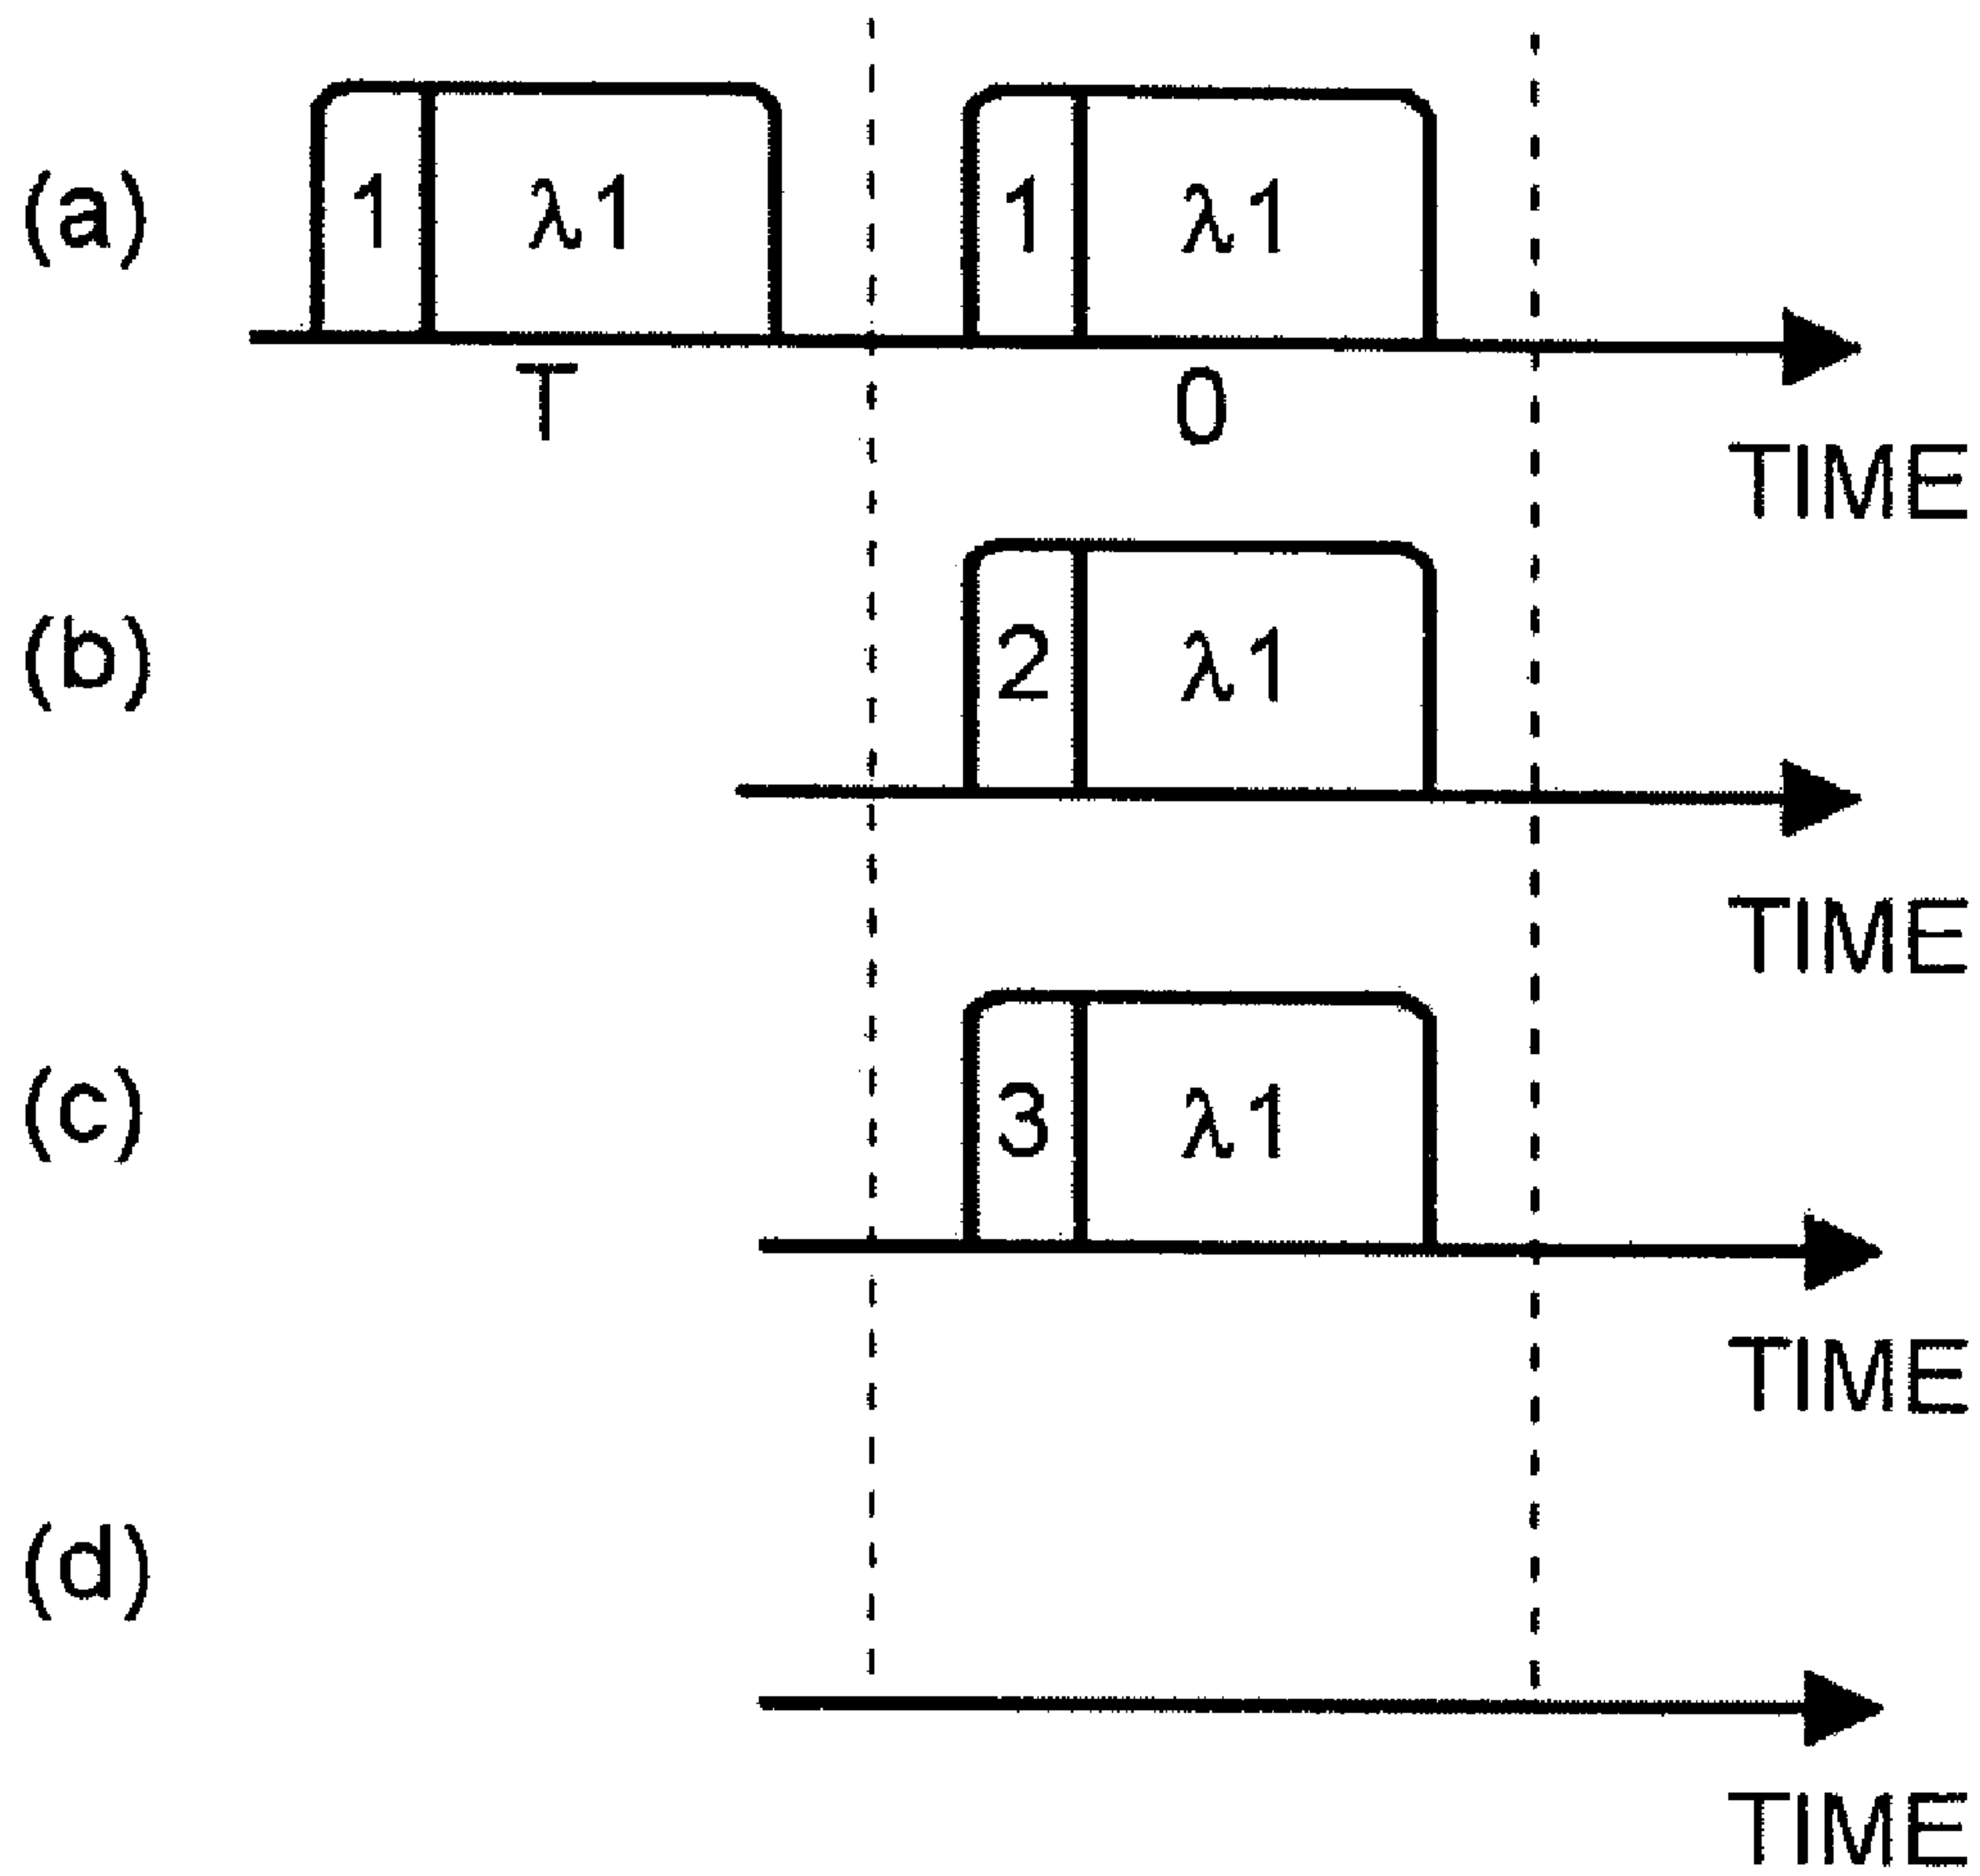 (a) 1 λ1 1 λ1
T 0
TIME
(b) 2 λ1
TIME
(c) 3 λ1
TIME
(d)
TIME